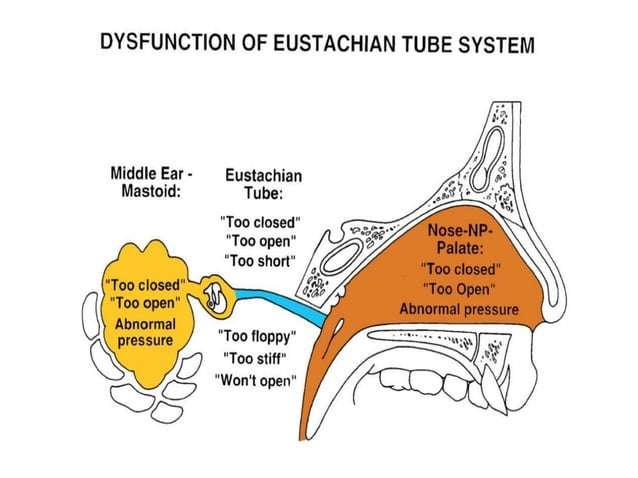 DYSFUNCTION OF EUSTACHIAN TUBE SYSTEM
Middle Ear -
Mastoid:
"Too closed"
"Too open"
Abnormal
pressure
Eustachian
Tube:
"Too closed"
"Too open"
"Too short"
"Too floppy"
"Too stiff"
"Won't open"
Nose-NP-
Palate:
"Too closed"
"Too Open"
Abnormal pressure